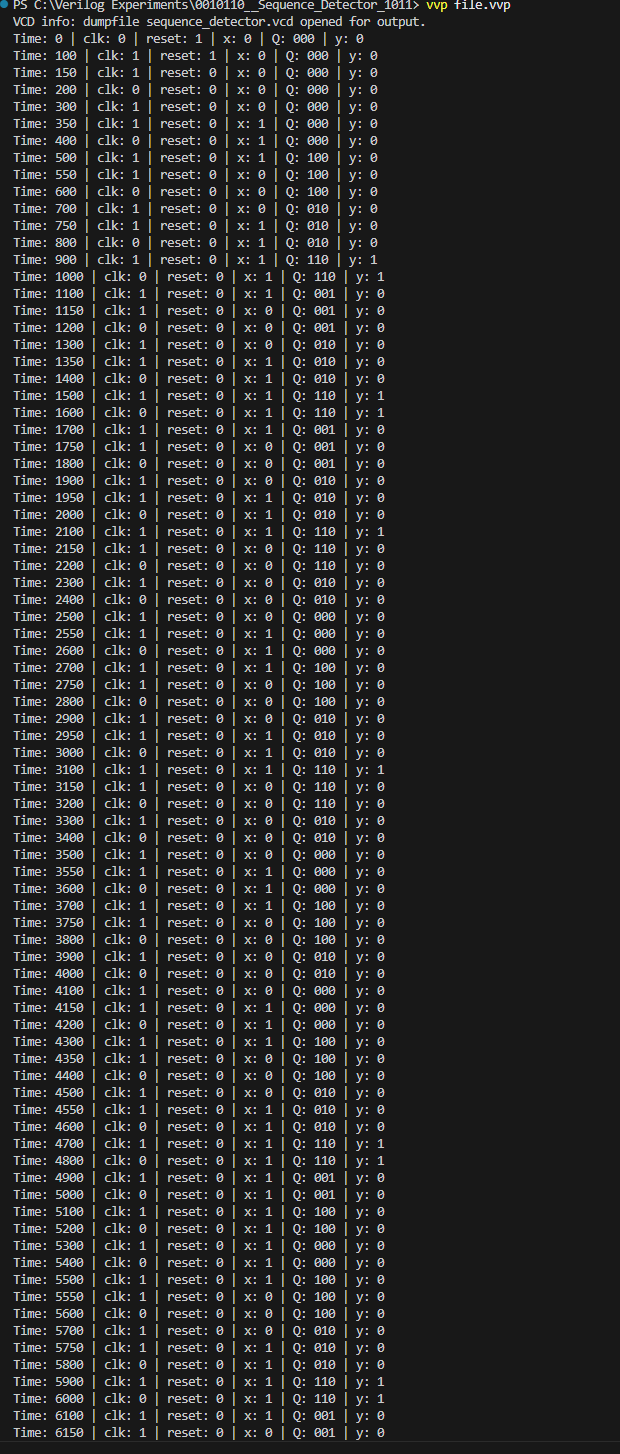 PS C:\Verilog Experiments\0010110__Sequence_Detector_1011> vvp file.vvp
VCD info: dumpfile sequence_detector.vcd opened for output.
Time: 0 | clk: 0 | reset: 1 | x: 0 | Q: 000 | y: 0
Time: 100 | clk: 1 | reset: 1 | x: 0 | Q: 000 | y: 0
Time: 150 | clk: 1 | reset: 0 | x: 0 | Q: 000 | y: 0
Time: 200 | clk: 0 | reset: 0 | x: 0 | Q: 000 | y: 0
Time: 300 | clk: 1 | reset: 0 | x: 0 | Q: 000 | y: 0
Time: 350 | clk: 1 | reset: 0 | x: 1 | Q: 000 | y: 0
Time: 400 | clk: 0 | reset: 0 | x: 1 | Q: 000 | y: 0
Time: 500 | clk: 1 | reset: 0 | x: 1 | Q: 100 | y: 0
Time: 550 | clk: 1 | reset: 0 | x: 0 | Q: 100 | y: 0
Time: 600 | clk: 0 | reset: 0 | x: 0 | Q: 100 | y: 0
Time: 700 | clk: 1 | reset: 0 | x: 0 | Q: 010 | y: 0
Time: 750 | clk: 1 | reset: 0 | x: 1 | Q: 010 | y: 0
Time: 800 | clk: 0 | reset: 0 | x: 1 | Q: 010 | y: 0
Time: 900 | clk: 1 | reset: 0 | x: 1 | Q: 110 | y: 1
Time: 1000 | clk: 0 | reset: 0 | x: 1 | Q: 110 | y: 1
Time: 1100 | clk: 1 | reset: 0 | x: 1 | Q: 001 | y: 0
Time: 1150 | clk: 1 | reset: 0 | x: 0 | Q: 001 | y: 0
Time: 1200 | clk: 0 | reset: 0 | x: 0 | Q: 001 | y: 0
Time: 1300 | clk: 1 | reset: 0 | x: 0 | Q: 010 | y: 0
Time: 1350 | clk: 1 | reset: 0 | x: 1 | Q: 010 | y: 0
Time: 1400 | clk: 0 | reset: 0 | x: 1 | Q: 010 | y: 0
Time: 1500 | clk: 1 | reset: 0 | x: 1 | Q: 110 | y: 1
Time: 1600 | clk: 0 | reset: 0 | x: 1 | Q: 110 | y: 1
Time: 1700 | clk: 1 | reset: 0 | x: 1 | Q: 001 | y: 0
Time: 1750 | clk: 1 | reset: 0 | x: 0 | Q: 001 | y: 0
Time: 1800 | clk: 0 | reset: 0 | x: 0 | Q: 001 | y: 0
Time: 1900 | clk: 1 | reset: 0 | x: 0 | Q: 010 | y: 0
Time: 1950 | clk: 1 | reset: 0 | x: 1 | Q: 010 | y: 0
Time: 2000 | clk: 0 | reset: 0 | x: 1 | Q: 010 | y: 0
Time: 2100 | clk: 1 | reset: 0 | x: 1 | Q: 110 | y: 1
Time: 2150 | clk: 1 | reset: 0 | x: 0 | Q: 110 | y: 0
Time: 2200 | clk: 0 | reset: 0 | x: 0 | Q: 110 | y: 0
Time: 2300 | clk: 1 | reset: 0 | x: 0 | Q: 010 | y: 0
Time: 2400 | clk: 0 | reset: 0 | x: 0 | Q: 010 | y: 0
Time: 2500 | clk: 1 | reset: 0 | x: 0 | Q: 000 | y: 0
Time: 2550 | clk: 1 | reset: 0 | x: 1 | Q: 000 | y: 0
Time: 2600 | clk: 0 | reset: 0 | x: 1 | Q: 000 | y: 0
Time: 2700 | clk: 1 | reset: 0 | x: 1 | Q: 100 | y: 0
Time: 2750 | clk: 1 | reset: 0 | x: 0 | Q: 100 | y: 0
Time: 2800 | clk: 0 | reset: 0 | x: 0 | Q: 100 | y: 0
Time: 2900 | clk: 1 | reset: 0 | x: 0 | Q: 010 | y: 0
Time: 2950 | clk: 1 | reset: 0 | x: 1 | Q: 010 | y: 0
Time: 3000 | clk: 0 | reset: 0 | x: 1 | Q: 010 | y: 0
Time: 3100 | clk: 1 | reset: 0 | x: 1 | Q: 110 | y: 1
Time: 3150 | clk: 1 | reset: 0 | x: 0 | Q: 110 | y: 0
Time: 3200 | clk: 0 | reset: 0 | x: 0 | Q: 110 | y: 0
Time: 3300 | clk: 1 | reset: 0 | x: 0 | Q: 010 | y: 0
Time: 3400 | clk: 0 | reset: 0 | x: 0 | Q: 010 | y: 0
Time: 3500 | clk: 1 | reset: 0 | x: 0 | Q: 000 | y: 0
Time: 3550 | clk: 1 | reset: 0 | x: 1 | Q: 000 | y: 0
Time: 3600 | clk: 0 | reset: 0 | x: 1 | Q: 000 | y: 0
Time: 3700 | clk: 1 | reset: 0 | x: 1 | Q: 100 | y: 0
Time: 3750 | clk: 1 | reset: 0 | x: 0 | Q: 100 | y: 0
Time: 3800 | clk: 0 | reset: 0 | x: 0 | Q: 100 | y: 0
Time: 3900 | clk: 1 | reset: 0 | x: 0 | Q: 010 | y: 0
Time: 4000 | clk: 0 | reset: 0 | x: 0 | Q: 010 | y: 0
Time: 4100 | clk: 1 | reset: 0 | x: 0 | Q: 000 | y: 0
Time: 4150 | clk: 1 | reset: 0 | x: 1 | Q: 000 | y: 0
Time: 4200 | clk: 0 | reset: 0 | x: 1 | Q: 000 | y: 0
Time: 4300 | clk: 1 | reset: 0 | x: 1 | Q: 100 | y: 0
Time: 4350 | clk: 1 | reset: 0 | x: 0 | Q: 100 | y: 0
Time: 4400 | clk: 0 | reset: 0 | x: 0 | Q: 100 | y: 0
Time: 4500 | clk: 1 | reset: 0 | x: 0 | Q: 010 | y: 0
Time: 4550 | clk: 1 | reset: 0 | x: 1 | Q: 010 | y: 0
Time: 4600 | clk: 0 | reset: 0 | x: 1 | Q: 010 | y: 0
Time: 4700 | clk: 1 | reset: 0 | x: 1 | Q: 110 | y: 1
Time: 4800 | clk: 0 | reset: 0 | x: 1 | Q: 110 | y: 1
Time: 4900 | clk: 1 | reset: 0 | x: 1 | Q: 001 | y: 0
Time: 5000 | clk: 0 | reset: 0 | x: 1 | Q: 001 | y: 0
Time: 5100 | clk: 1 | reset: 0 | x: 1 | Q: 100 | y: 0
Time: 5200 | clk: 0 | reset: 0 | x: 1 | Q: 100 | y: 0
Time: 5300 | clk: 1 | reset: 0 | x: 1 | Q: 000 | y: 0
Time: 5400 | clk: 0 | reset: 0 | x: 1 | Q: 000 | y: 0
Time: 5500 | clk: 1 | reset: 0 | x: 1 | Q: 100 | y: 0
Time: 5550 | clk: 1 | reset: 0 | x: 0 | Q: 100 | y: 0
Time: 5600 | clk: 0 | reset: 0 | x: 0 | Q: 100 | y: 0
Time: 5700 | clk: 1 | reset: 0 | x: 0 | Q: 010 | y: 0
Time: 5750 | clk: 1 | reset: 0 | x: 1 | Q: 010 | y: 0
Time: 5800 | clk: 0 | reset: 0 | x: 1 | Q: 010 | y: 0
Time: 5900 | clk: 1 | reset: 0 | x: 1 | Q: 110 | y: 1
Time: 6000 | clk: 0 | reset: 0 | x: 1 | Q: 110 | y: 1
Time: 6100 | clk: 1 | reset: 0 | x: 1 | Q: 001 | y: 0
Time: 6150 | clk: 1 | reset: 0 | x: 0 | Q: 001 | y: 0